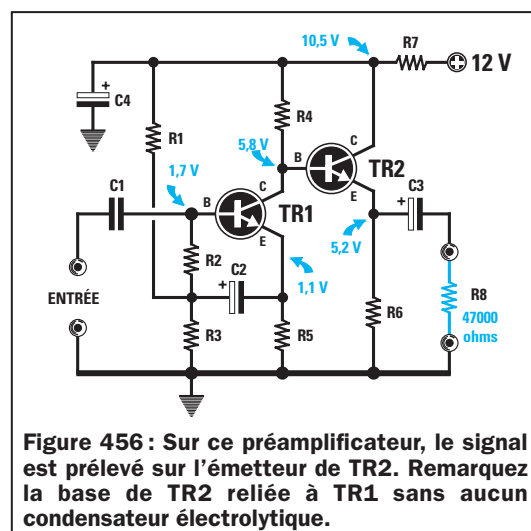 10,5 V
R7
12 V
+
C4
R1
R4
5,8 V
C
B
TR2
E
1,7 V
C1
B
C
TR1
E
+
C3
5,2 V
R2
C2
+
1,1 V
ENTRÉE
R3
R5
R6
R8
47000
ohms
Figure 456 : Sur ce préamplificateur, le signal
est prélevé sur l'émetteur de TR2. Remarquez
la base de TR2 reliée à TR1 sans aucun
condensateur électrolytique.